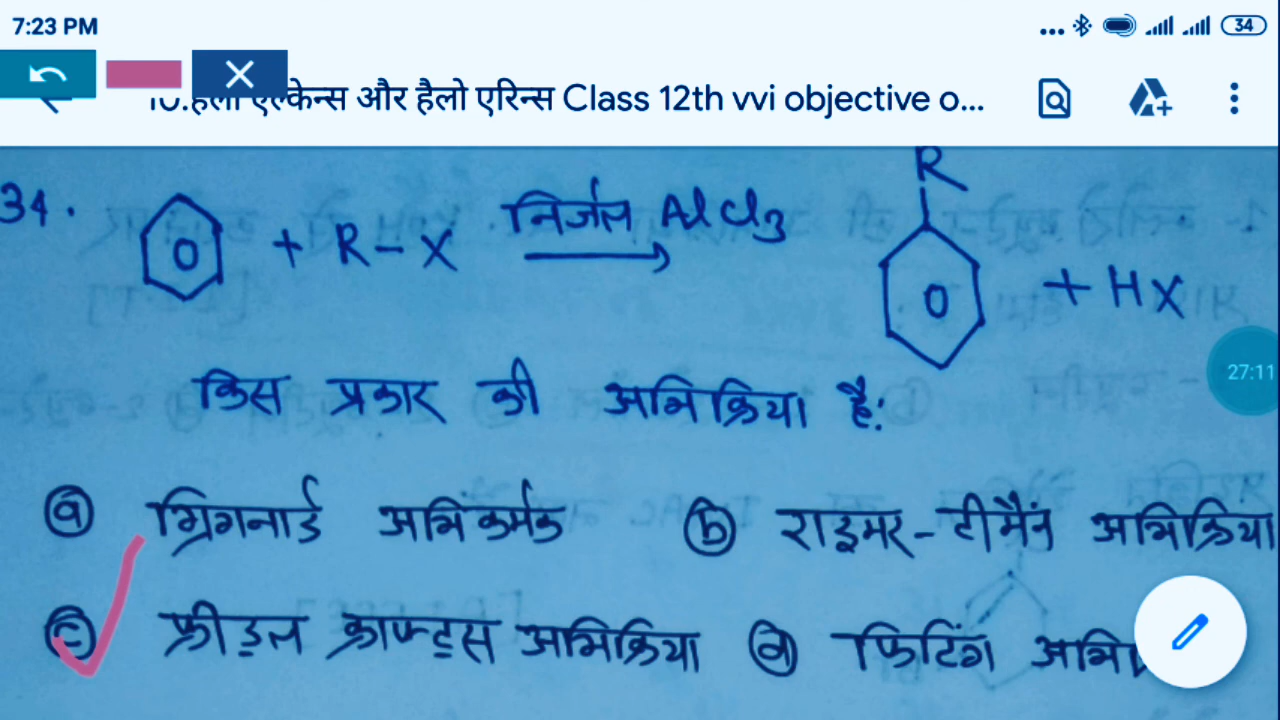 7:23 PM
34
10.हैलो एल्केन्स और हैलो एरिन्स Class 12th vvi objective o...
34.
+ R - X निर्जल AlCl3 R + HX
27:11
किस प्रकार की अभिक्रिया है:
(a) ग्रिगनार्ड अभिकर्मक (b) राइमर-टीमैन अभिक्रिया
(c) फ्रीडल क्राफ्ट्स अभिक्रिया (d) फिटिंग